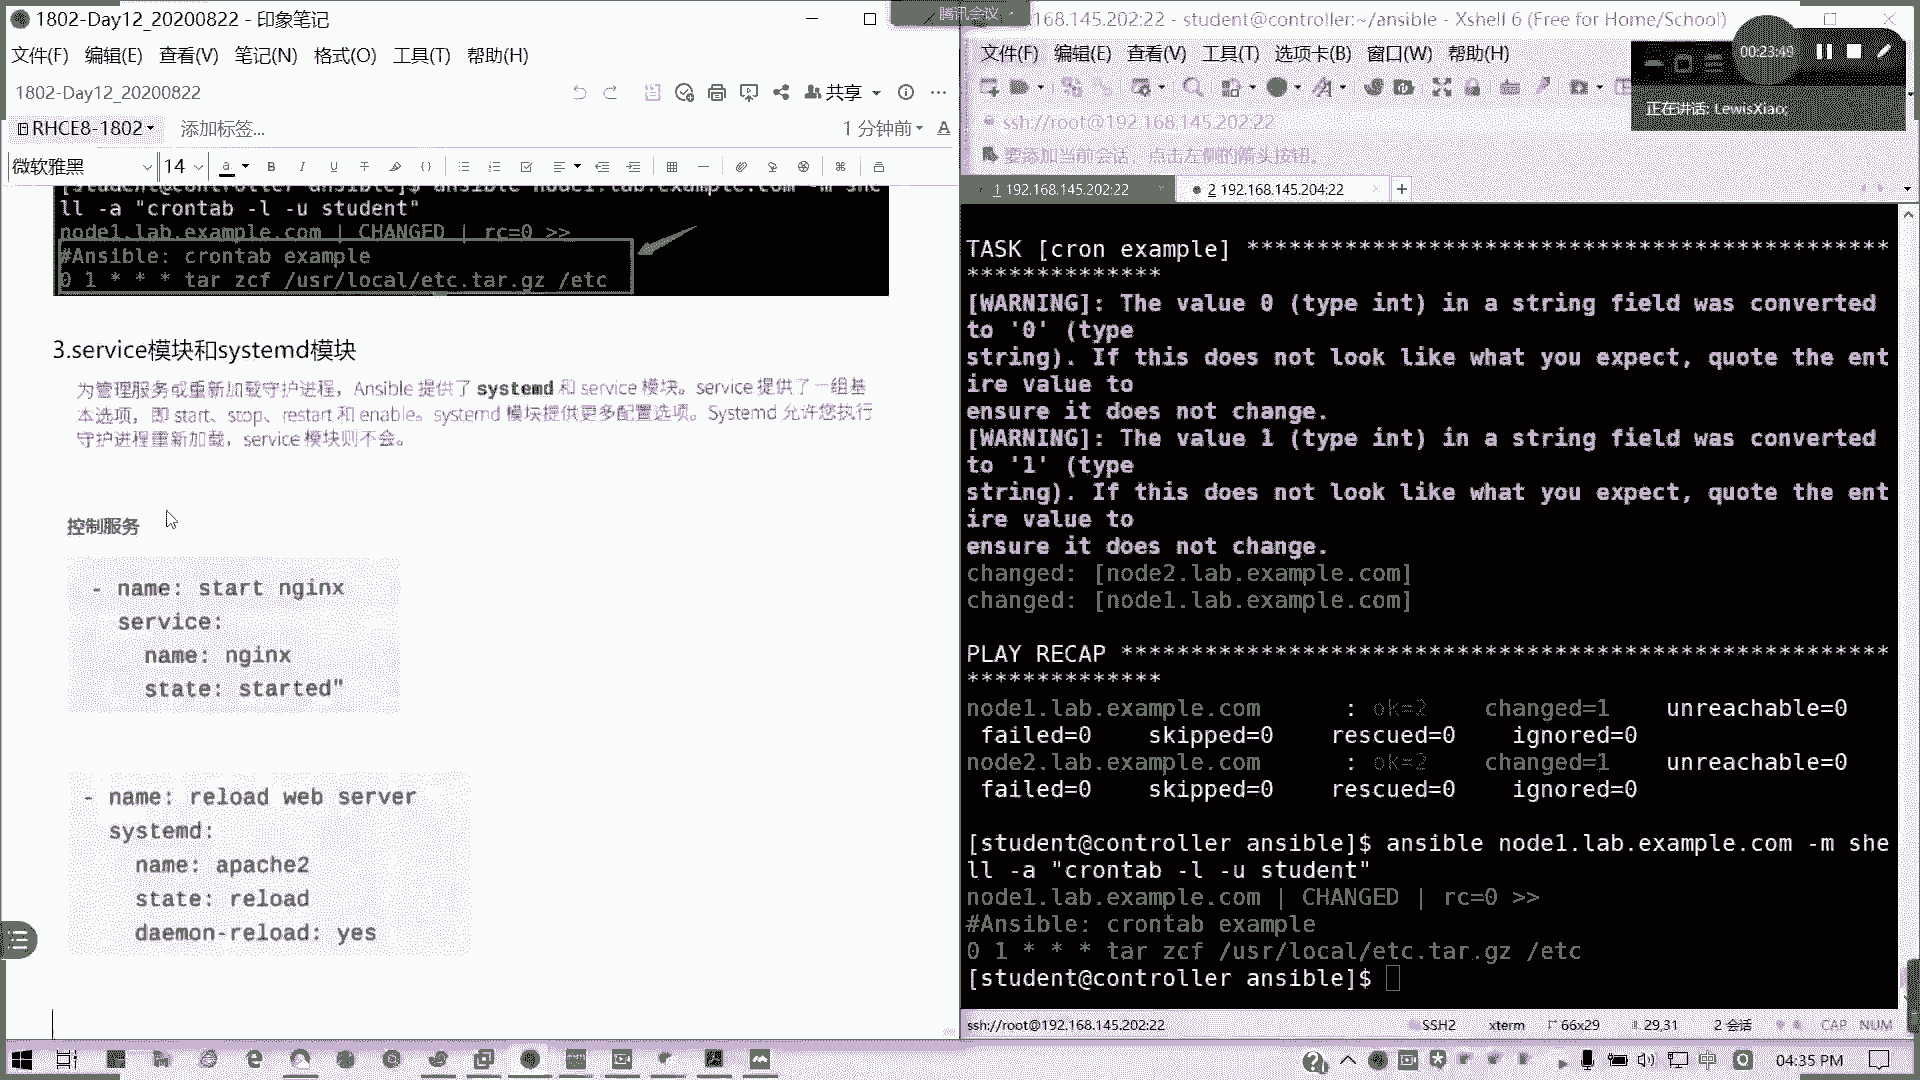 1802-Day12_20200822 - 印象笔记
文件(F) 编辑(E) 查看(V) 笔记(N) 格式(O) 工具(T) 帮助(H)
1802-Day12_20200822
共享
RHCE8-1802
添加标签...
1 分钟前
微软雅黑 14
[student@controller ansible]$ ansible node1.lab.example.com -m she
ll -a "crontab -l -u student"
node1.lab.example.com | CHANGED | rc=0 >>
#Ansible: crontab example
0 1 * * * tar zcf /usr/local/etc.tar.gz /etc
3.service模块和systemd模块
为管理服务或重新加载守护进程，Ansible 提供了 systemd 和 service 模块。service 提供了一组基
本选项，即 start、stop、restart 和 enable。systemd 模块提供更多配置选项。Systemd 允许您执行
守护进程重新加载，service 模块则不会。
控制服务
- name: start nginx
service:
name: nginx
state: started"
- name: reload web server
systemd:
name: apache2
state: reload
daemon-reload: yes
腾讯会议
168.145.202:22 - student@controller:~/ansible - Xshell 6 (Free for Home/School)
文件(F) 编辑(E) 查看(V) 工具(T) 选项卡(B) 窗口(W) 帮助(H)
00:23:49
正在讲话: LewisXiao;
ssh://root@192.168.145.202:22
要添加当前会话，点击左侧的箭头按钮。
1 192.168.145.202:22
2 192.168.145.204:22
TASK [cron example] ***********************************************
**************
[WARNING]: The value 0 (type int) in a string field was converted
to '0' (type
string). If this does not look like what you expect, quote the ent
ire value to
ensure it does not change.
[WARNING]: The value 1 (type int) in a string field was converted
to '1' (type
string). If this does not look like what you expect, quote the ent
ire value to
ensure it does not change.
changed: [node2.lab.example.com]
changed: [node1.lab.example.com]
PLAY RECAP *******************************************************
**************
node1.lab.example.com : ok=2 changed=1 unreachable=0
failed=0 skipped=0 rescued=0 ignored=0
node2.lab.example.com : ok=2 changed=1 unreachable=0
failed=0 skipped=0 rescued=0 ignored=0
[student@controller ansible]$ ansible node1.lab.example.com -m she
ll -a "crontab -l -u student"
node1.lab.example.com | CHANGED | rc=0 >>
#Ansible: crontab example
0 1 * * * tar zcf /usr/local/etc.tar.gz /etc
[student@controller ansible]$
ssh://root@192.168.145.202:22 SSH2 xterm 66x29 29,31 2 会话 CAP NUM
中
04:35 PM